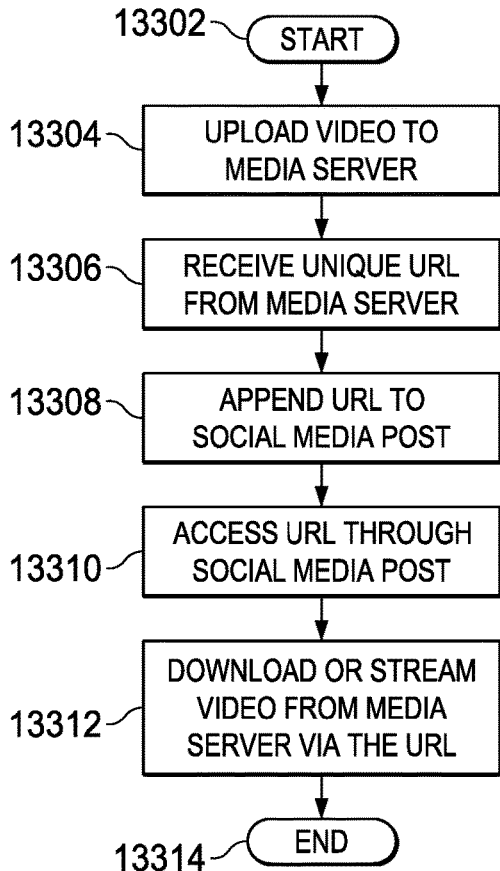 13302
START
13304
UPLOAD VIDEO TO
MEDIA SERVER
13306
RECEIVE UNIQUE URL
FROM MEDIA SERVER
13308
APPEND URL TO
SOCIAL MEDIA POST
13310
ACCESS URL THROUGH
SOCIAL MEDIA POST
13312
DOWNLOAD OR STREAM
VIDEO FROM MEDIA
SERVER VIA THE URL
END
13314